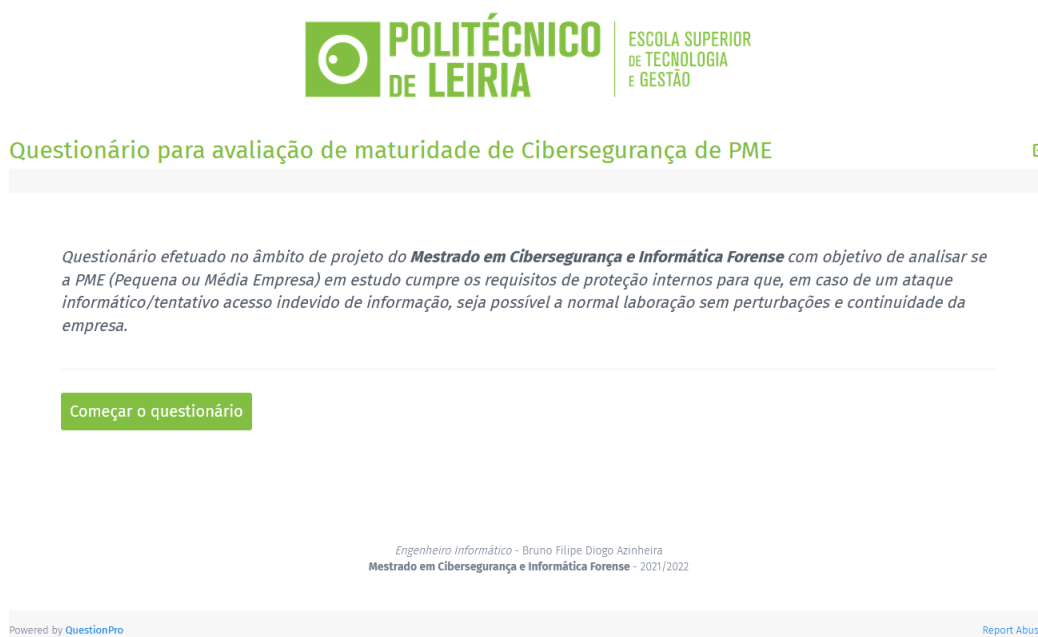 POLITÉCNICO
DE LEIRIA
ESCOLA SUPERIOR
DE TECNOLOGIA
E GESTÃO
Questionário para avaliação de maturidade de Cibersegurança de PME
Questionário efetuado no âmbito de projeto do Mestrado em Cibersegurança e Informática Forense com objetivo de analisar se
a PME (Pequena ou Média Empresa) em estudo cumpre os requisitos de proteção internos para que, em caso de um ataque
informático/tentativo acesso indevido de informação, seja possível a normal laboração sem perturbações e continuidade da
empresa.
Começar o questionário
Engenheiro Informático - Bruno Filipe Diogo Azinheira
Mestrado em Cibersegurança e Informática Forense - 2021/2022
Powered by QuestionPro
Report Abus